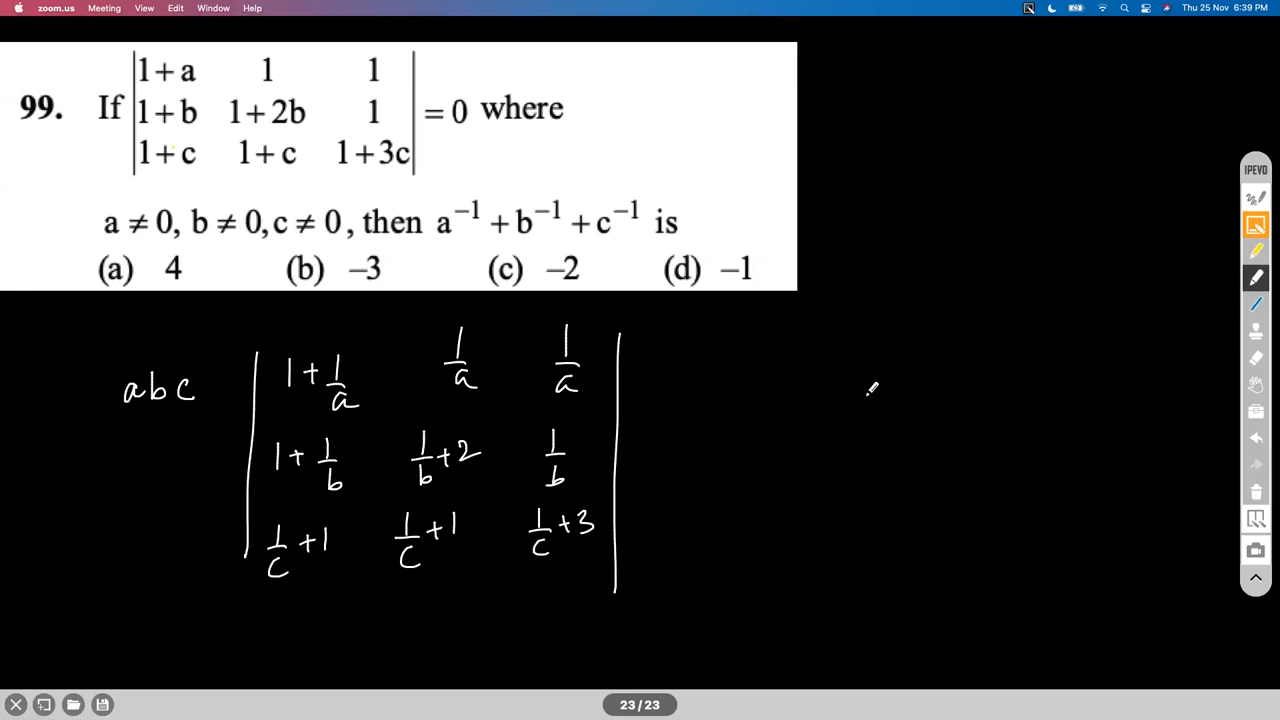 zoom.us Meeting View Edit Window Help Thu 25 Nov 6:39 PM
99. If |1+a 1 1|
|1+b 1+2b 1| = 0 where
|1+c 1+c 1+3c|
a ≠ 0, b ≠ 0, c ≠ 0, then a⁻¹ + b⁻¹ + c⁻¹ is
(a) 4 (b) –3 (c) –2 (d) –1
abc |1+1/a 1/a 1/a|
|1+1/b 1/b+2 1/b|
|1/c+1 1/c+1 1/c+3|
IPEVO
23/23